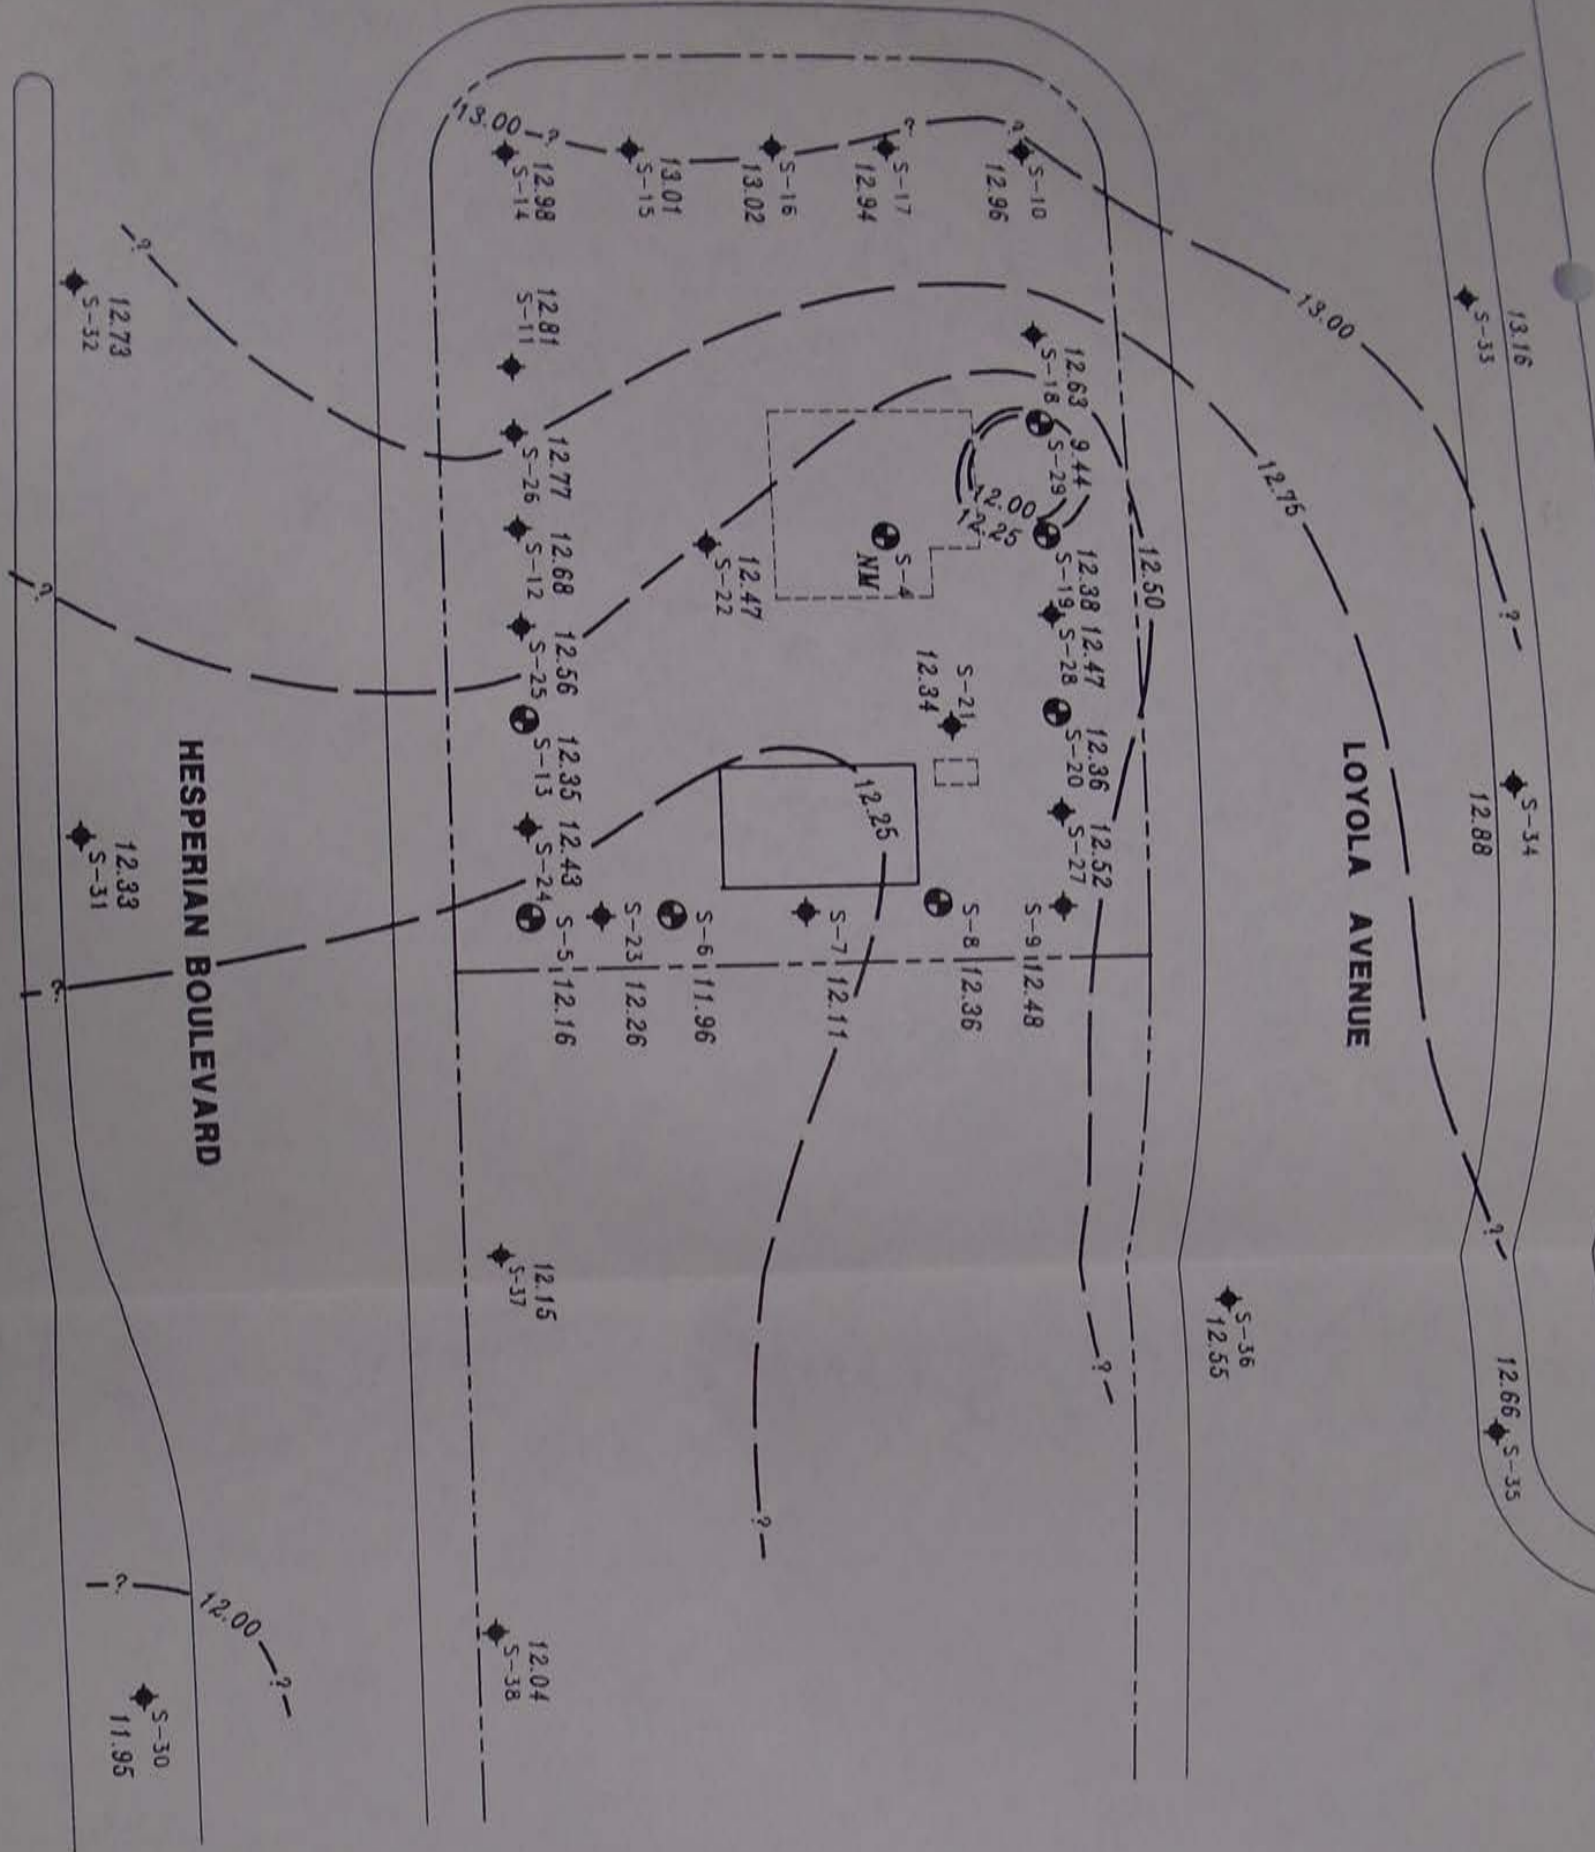 13.00
12.98
S-14
S-15
13.01
S-16
13.02
S-17
12.94
S-10
12.96
12.73
S-32
12.81
S-11
12.77
S-26
12.68
S-12
12.56
S-25
12.35
S-13
12.43
S-24
12.63
S-18
9.44
S-29
12.00
12.25
12.38
S-19
12.47
S-28
12.36
S-20
12.52
S-27
12.50
S-4
NM
12.47
S-22
S-21
12.34
12.25
S-5
12.16
S-23
12.26
S-6
11.96
S-7
12.11
S-8
12.36
S-9
12.48
13.00
12.75
13.16
S-33
S-34
12.88
LOYOLA AVENUE
HESPERIAN BOULEVARD
12.33
S-31
12.15
S-37
S-36
12.55
12.66
S-35
12.04
S-38
12.00
S-30
11.95
?
?
?
?
?
?
?
?
?
?
?
?